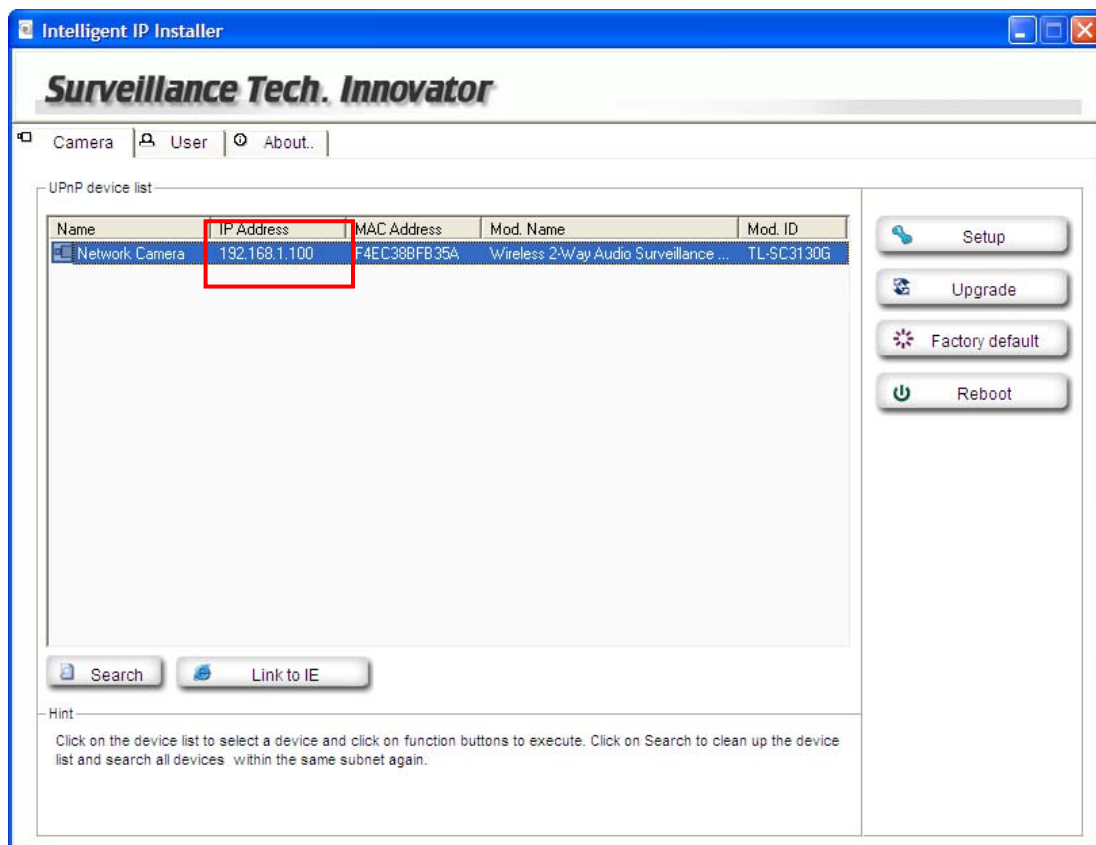 Intelligent IP Installer
Surveillance Tech. Innovator
Camera User About..
UPnP device list
Name IP Address MAC Address Mod. Name Mod. ID
Network Camera 192.168.1.100 F4EC38BFB35A Wireless 2-Way Audio Surveillance ... TL-SC3130G
Setup
Upgrade
Factory default
Reboot
Search Link to IE
Hint
Click on the device list to select a device and click on function buttons to execute. Click on Search to clean up the device
list and search all devices within the same subnet again.